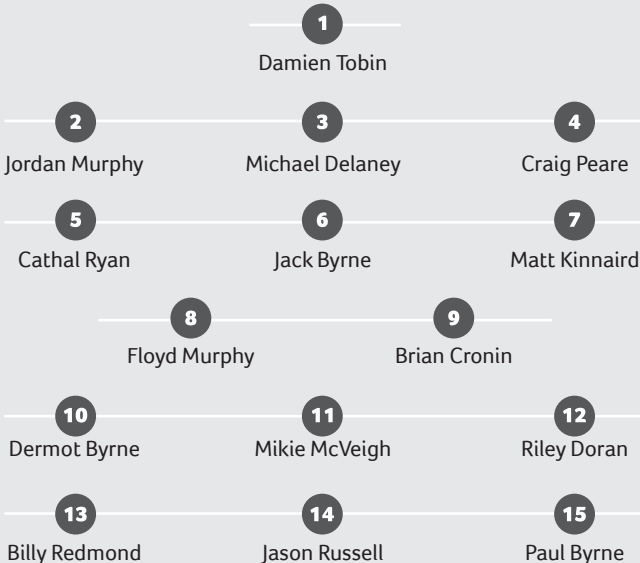 1
Damien Tobin
2 3 4
Jordan Murphy Michael Delaney Craig Peare
5 6 7
Cathal Ryan Jack Byrne Matt Kinnaird
8 9
Floyd Murphy Brian Cronin
10 11 12
Dermot Byrne Mikie McVeigh Riley Doran
13 14 15
Billy Redmond Jason Russell Paul Byrne